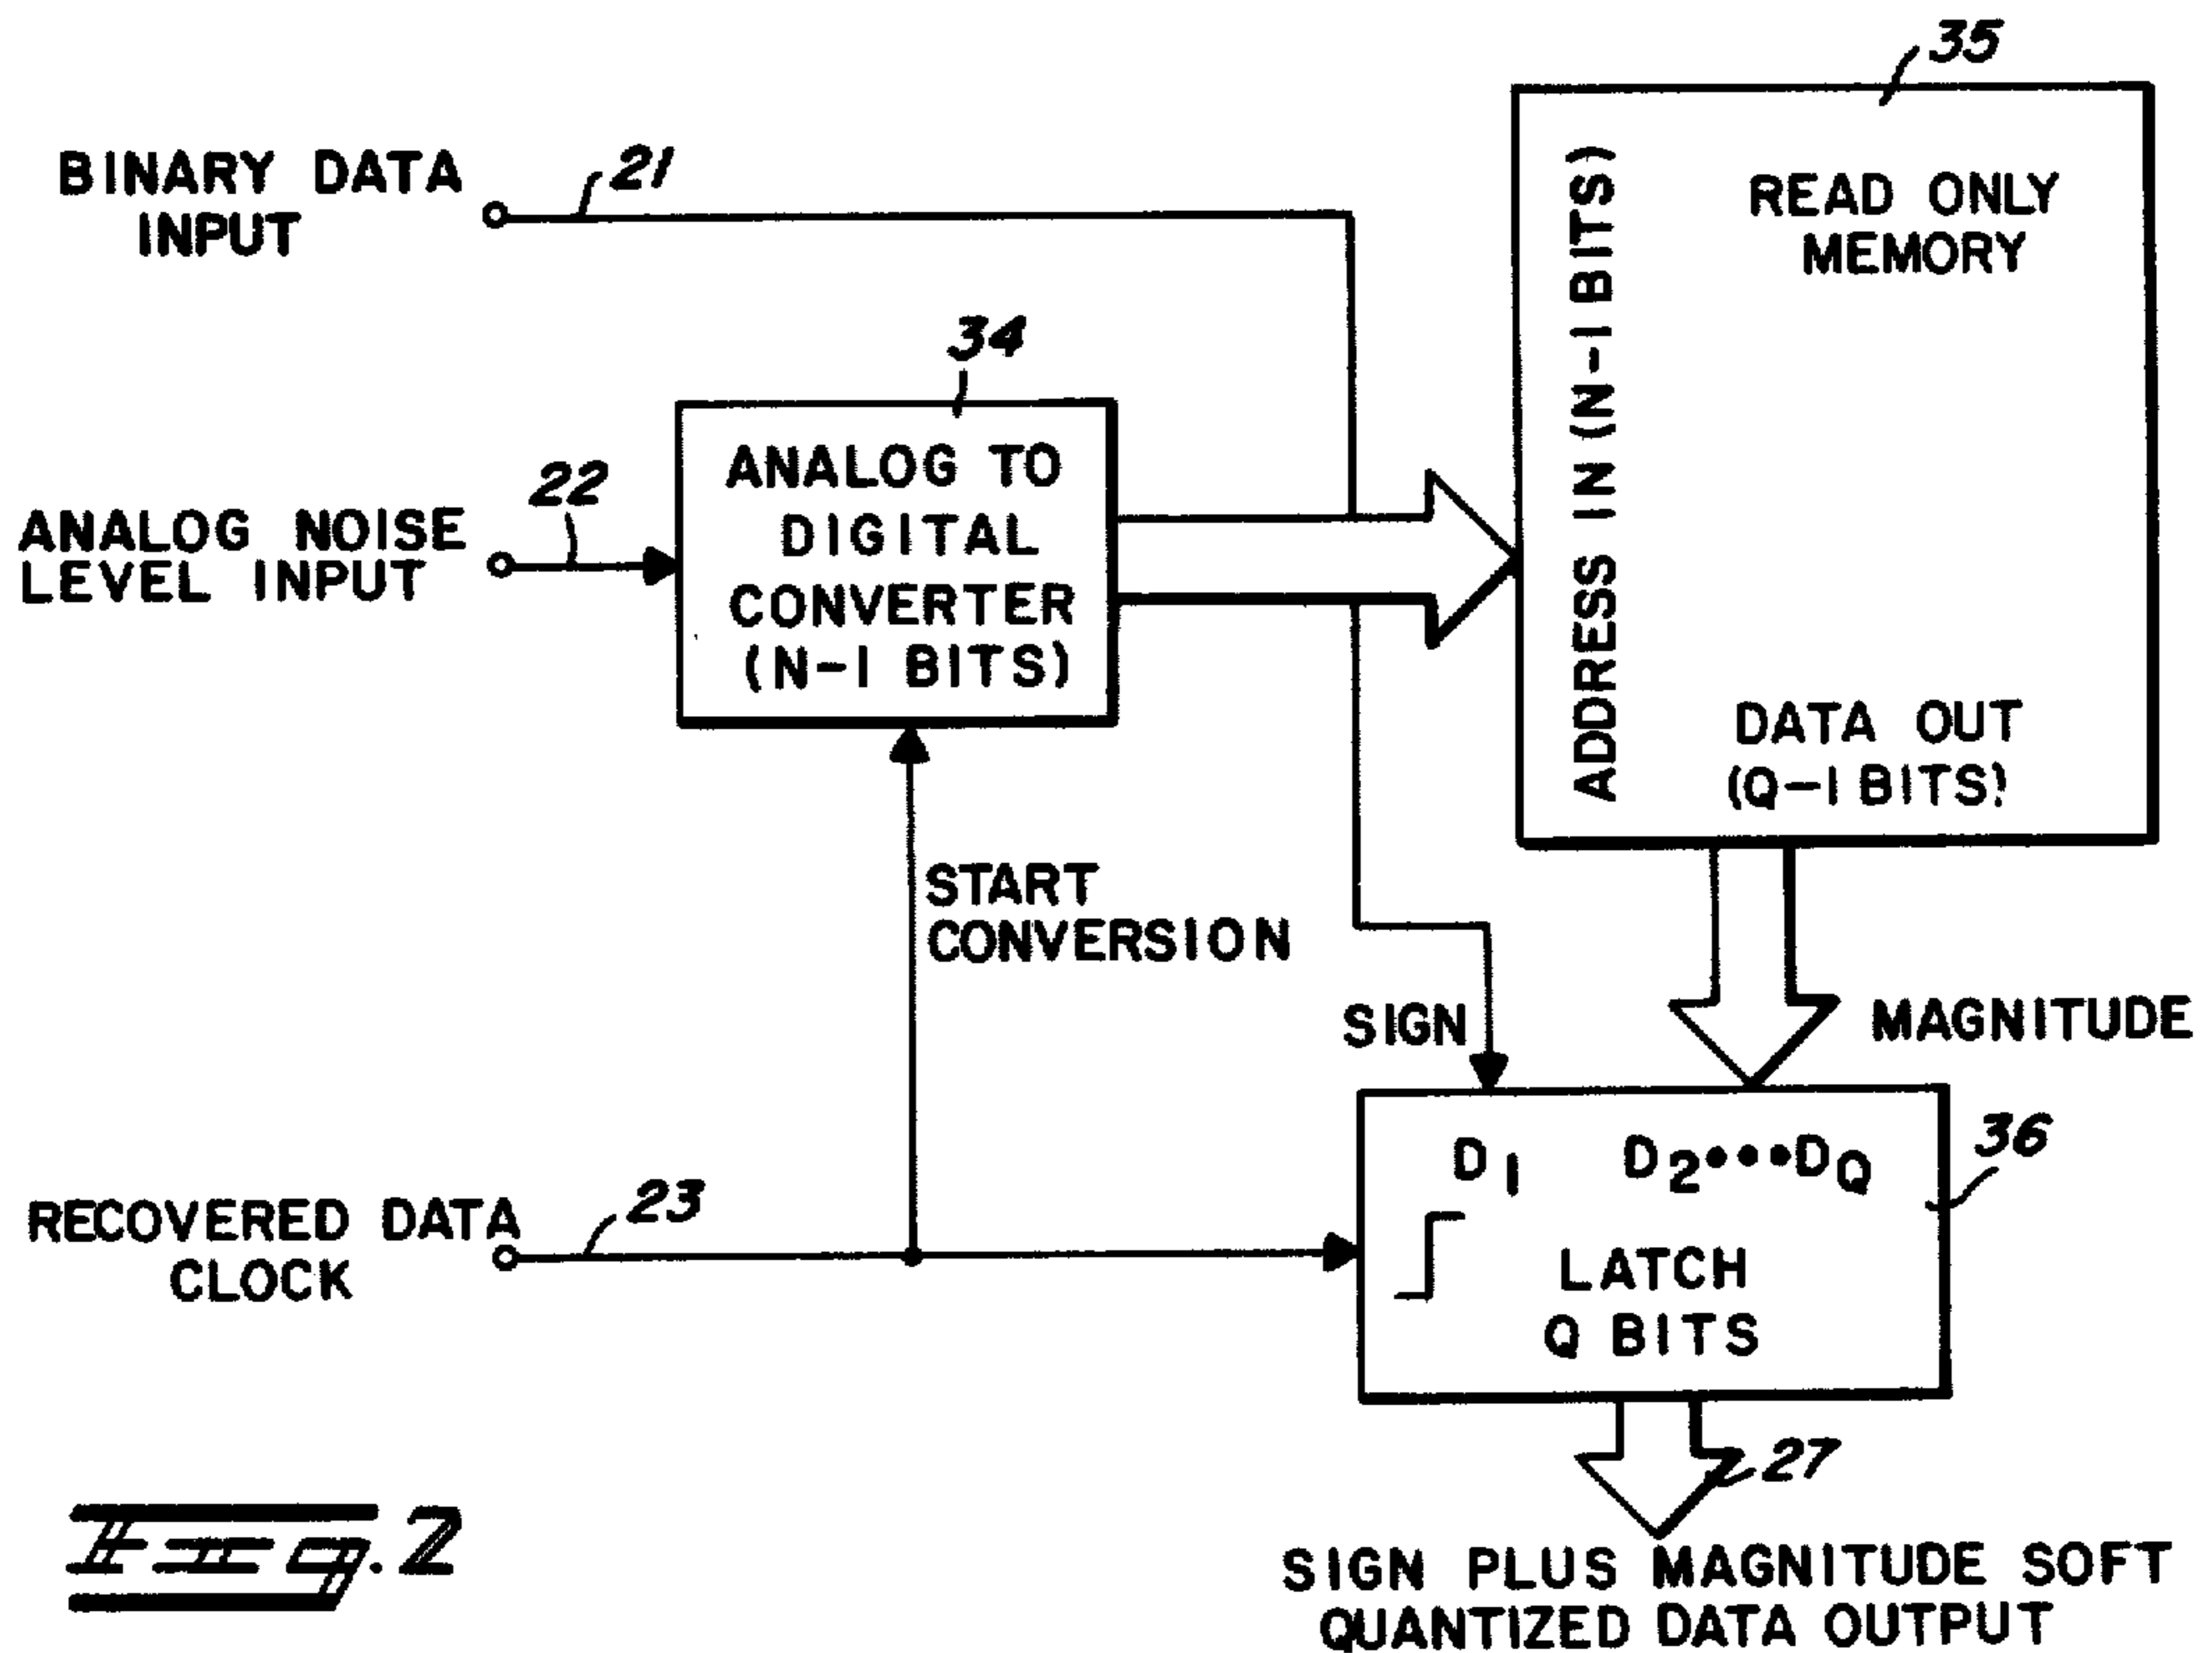 35
BINARY DATA
INPUT
21
READ ONLY
MEMORY
ADDRESS IN (N-1 BITS)
34
ANALOG TO
DIGITAL
CONVERTER
(N-1 BITS)
ANALOG NOISE
LEVEL INPUT
22
DATA OUT
(Q-1 BITS)
START
CONVERSION
SIGN
MAGNITUDE
RECOVERED DATA
CLOCK
23
D1 D2•••DQ
36
LATCH
Q BITS
27
SIGN PLUS MAGNITUDE SOFT
QUANTIZED DATA OUTPUT
Fig. 2